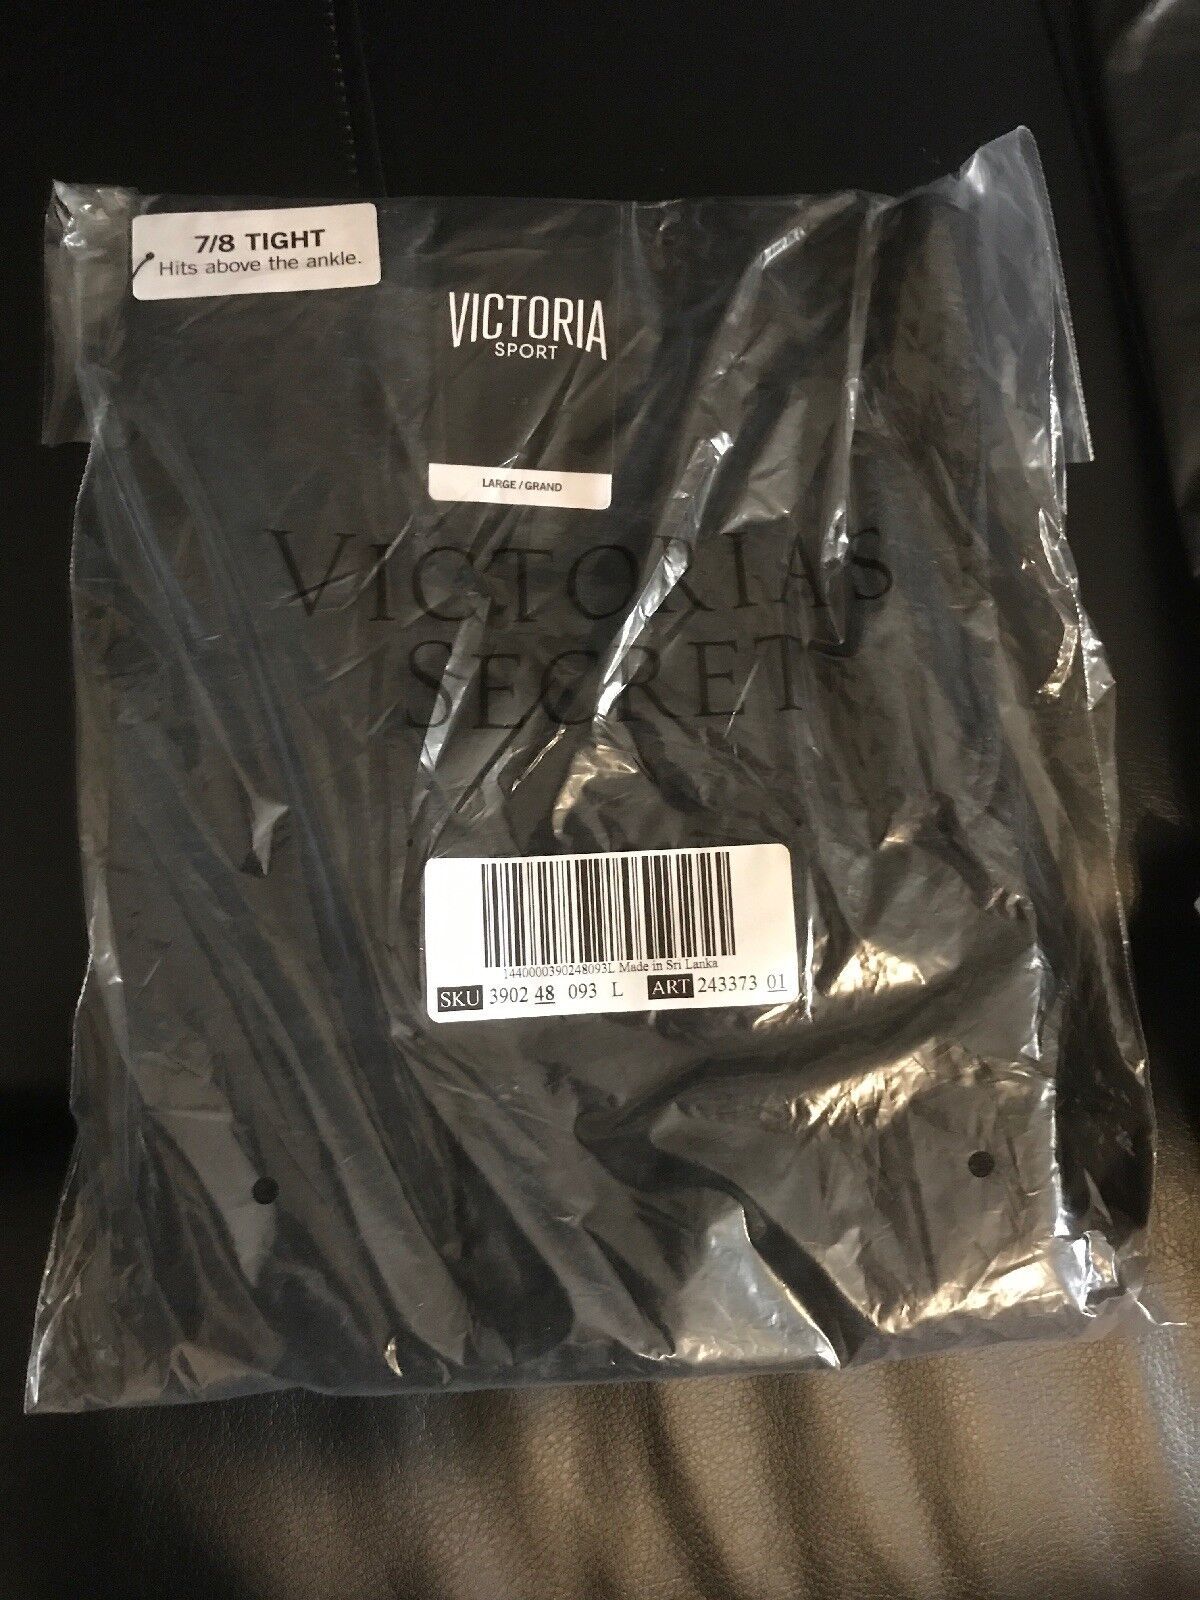 7/8 TIGHT
Hits above the ankle.
VICTORIA
SPORT
LARGE / GRAND
VICTORIA'S
SECRET
1440000390248093L Made in Sri Lanka
SKU 3902 48 093 L ART 243373 01